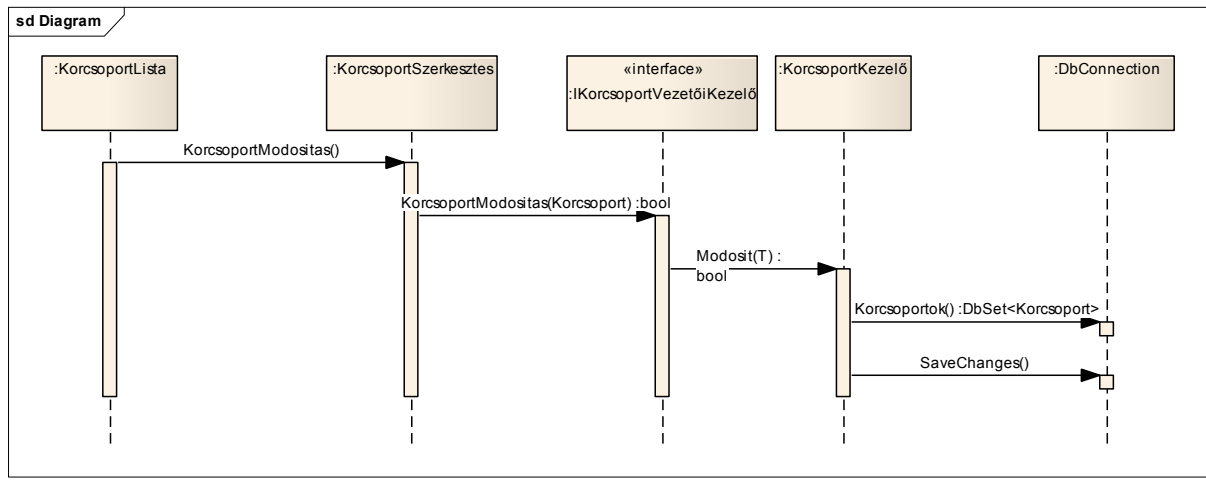 sd Diagram
:KorcsoportLista
:KorcsoportSzerkesztes
«interface»
:IKorcsoportVezetőiKezelő
:KorcsoportKezelő
:DbConnection
KorcsoportModositas()
KorcsoportModositas(Korcsoport) :bool
Modosit(T) :
bool
Korcsoportok() :DbSet<Korcsoport>
SaveChanges()